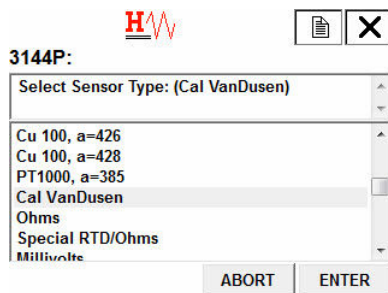 H
3144P:
Select Sensor Type: (Cal VanDusen)
Cu 100, a=426
Cu 100, a=428
PT1000, a=385
Cal VanDusen
Ohms
Special RTD/Ohms
Millivolts
ABORT ENTER